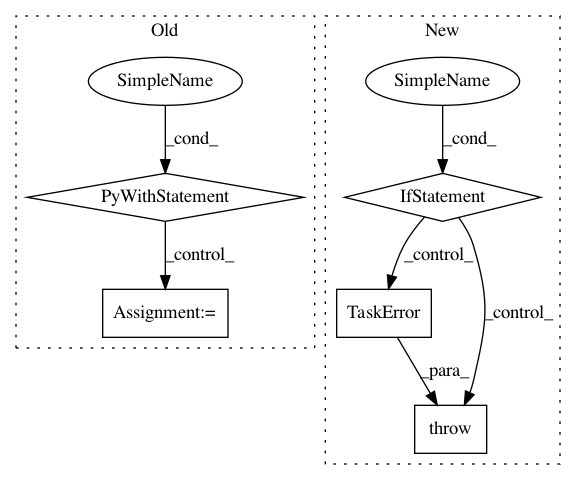 Old
New
SimpleName
SimpleName
_cond_
_cond_
PyWithStatement
IfStatement
_control_
_control_
_control_
Assignment:=
TaskError
_para_
throw